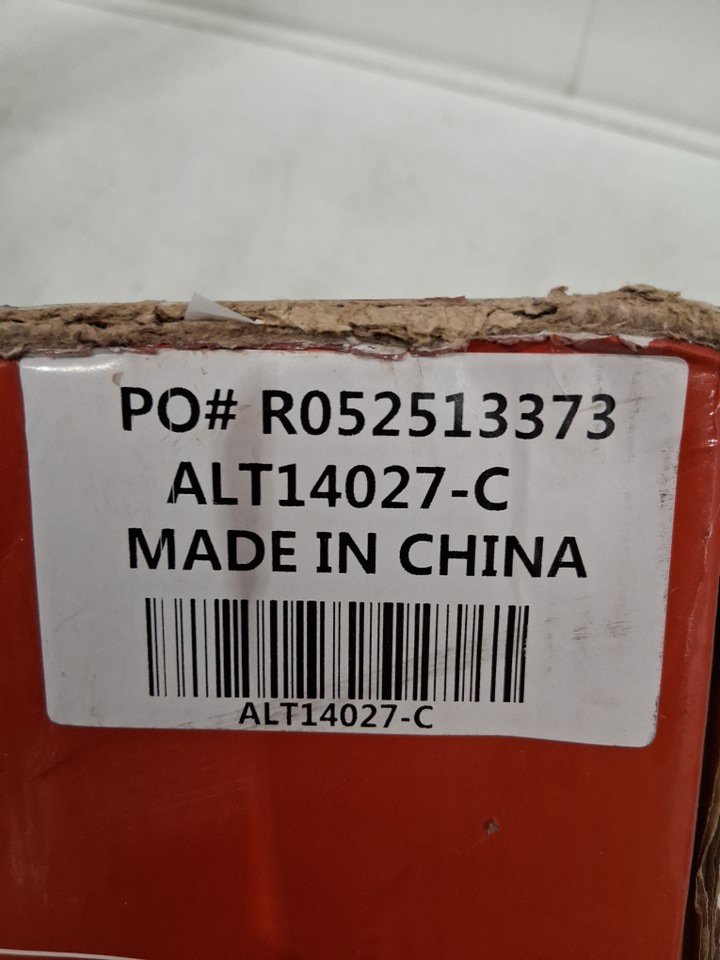 PO# R052513373
ALT14027-C
MADE IN CHINA
ALT14027-C